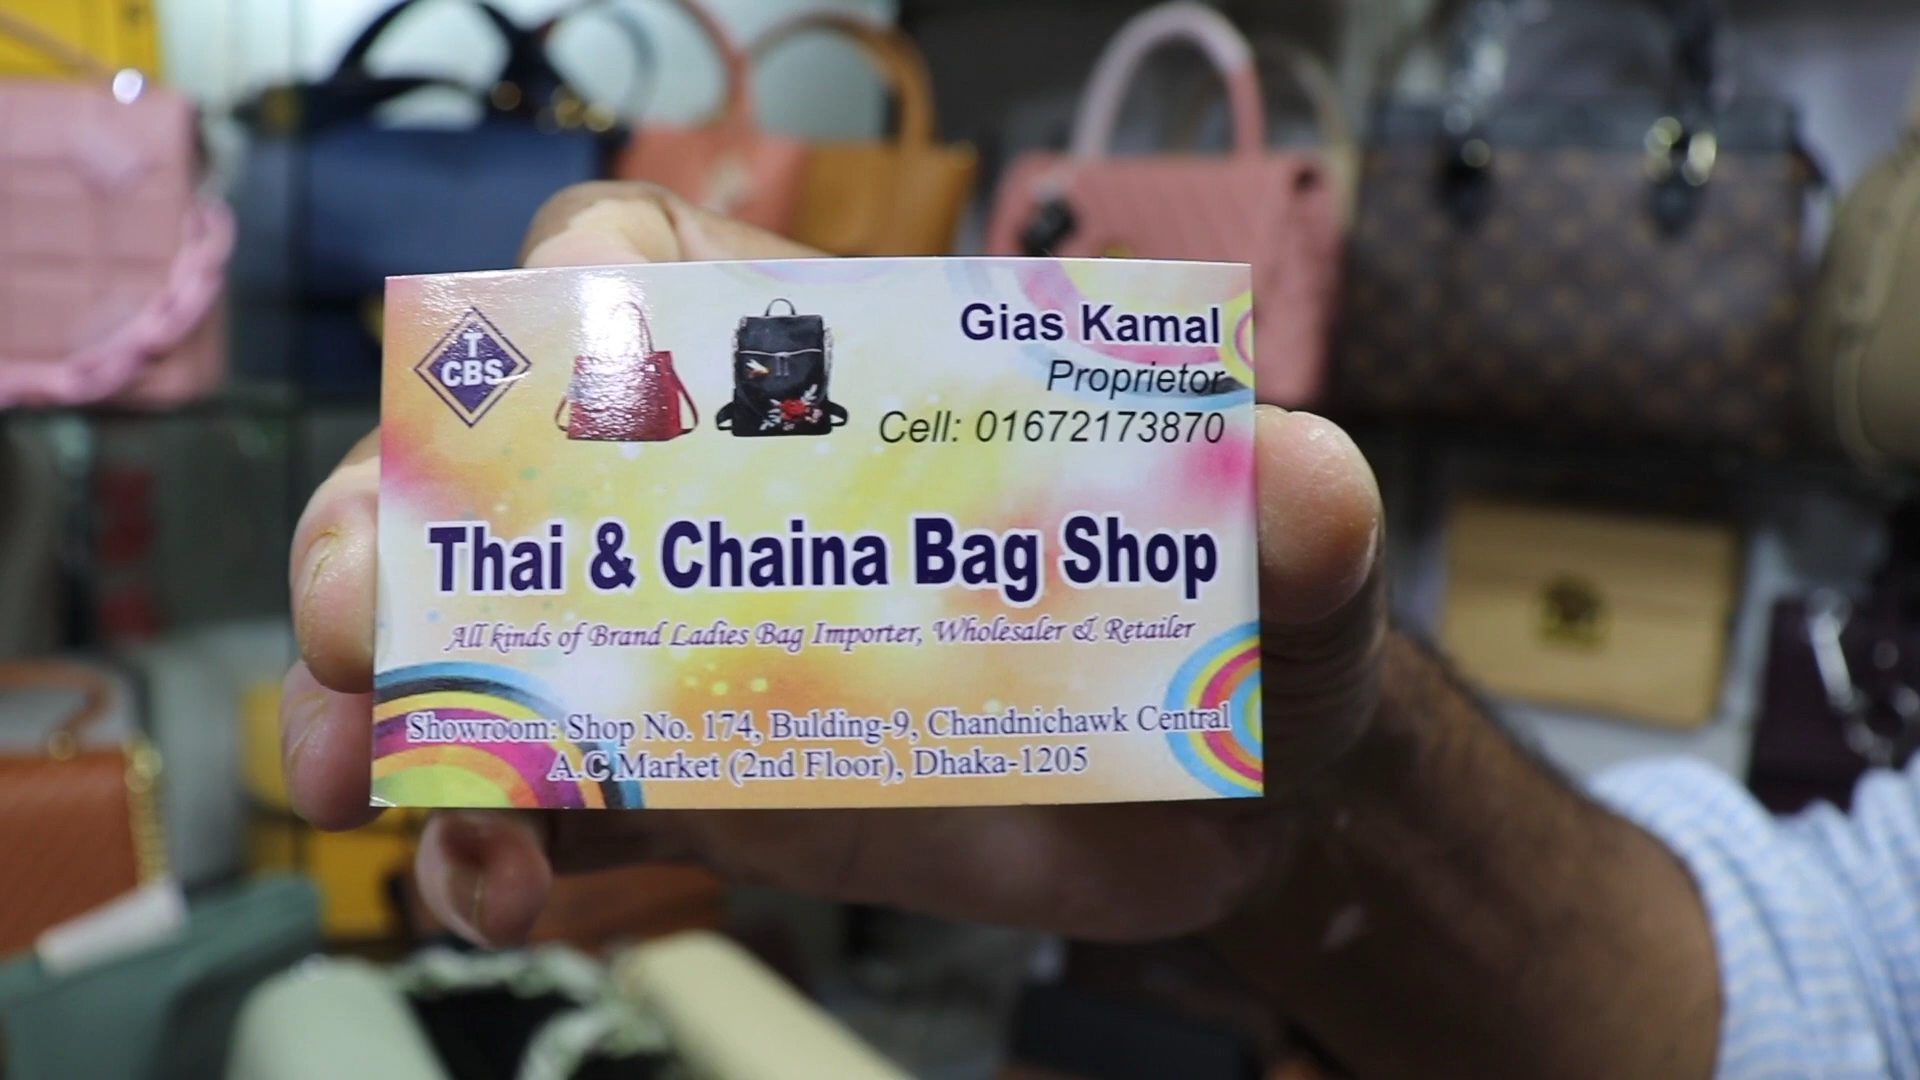 T
CBS
Gias Kamal
Proprietor
Cell: 01672173870
Thai & Chaina Bag Shop
All kinds of Brand Ladies Bag Importer, Wholesaler & Retailer
Showroom: Shop No. 174, Bulding-9, Chandnichawk Central
A.C Market (2nd Floor), Dhaka-1205